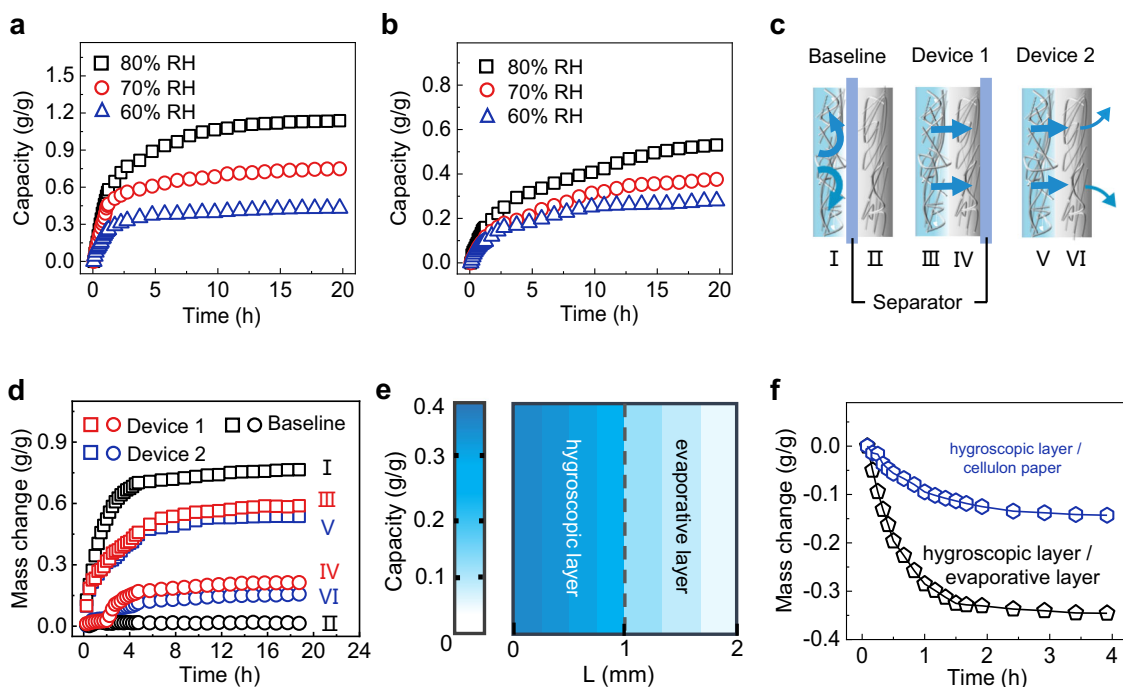 a
Capacity (g/g)
1.5
1.2
0.9
0.6
0.3
0.0
80% RH
70% RH
60% RH
0 5 10 15 20
Time (h)
b
Capacity (g/g)
0.8
0.6
0.4
0.2
0.0
80% RH
70% RH
60% RH
0 5 10 15 20
Time (h)
c
Baseline Device 1 Device 2
I II III IV V VI
Separator
d
Mass change (g/g)
0.9
0.6
0.3
0.0
Device 1 Baseline
Device 2
I
III
V
IV
VI
II
0 4 8 12 16 20 24
Time (h)
e
Capacity (g/g)
0.4
0.3
0.2
0.1
0
hygroscopic layer
evaporative layer
0 1 2
L (mm)
f
Mass change (g/g)
0.0
-0.1
-0.2
-0.3
-0.4
hygroscopic layer /
cellulon paper
hygroscopic layer /
evaporative layer
0 1 2 3 4
Time (h)